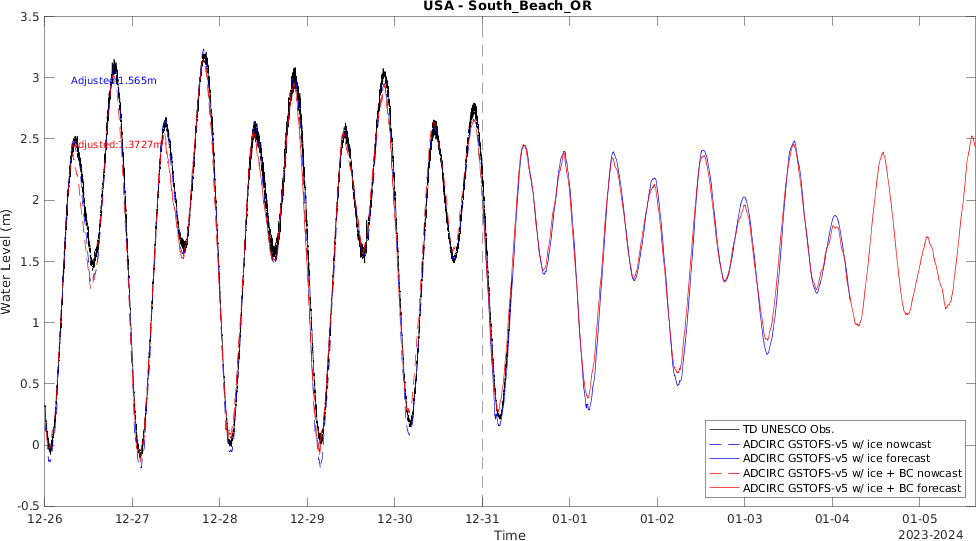 USA - South_Beach_OR
3.5
3
2.5
2
1.5
1
0.5
0
-0.5
Water Level (m)
Adjusted:1.565m
Adjusted:1.3727m
TD UNESCO Obs.
ADCIRC GSTOFS-v5 w/ ice nowcast
ADCIRC GSTOFS-v5 w/ ice forecast
ADCIRC GSTOFS-v5 w/ ice + BC nowcast
ADCIRC GSTOFS-v5 w/ ice + BC forecast
12-26 12-27 12-28 12-29 12-30 12-31 01-01 01-02 01-03 01-04 01-05
Time
2023-2024